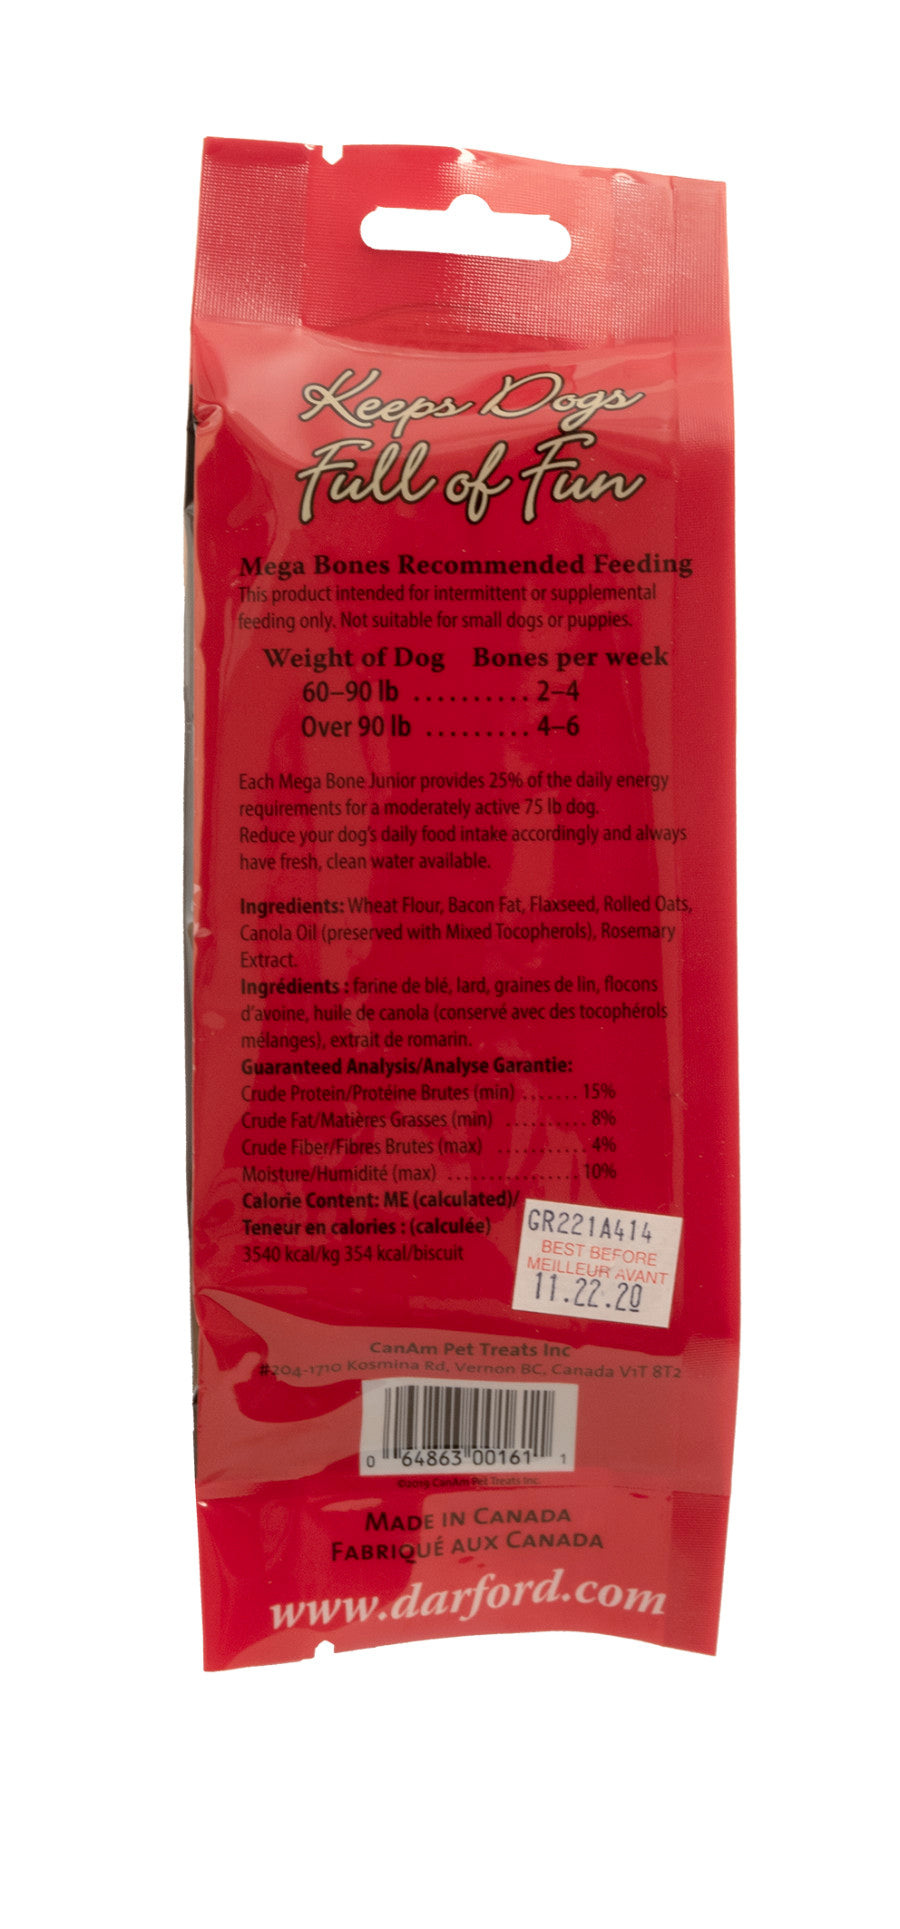 Keeps Dogs
Full of Fun
Mega Bones Recommended Feeding
This product intended for intermittent or supplemental
feeding only. Not suitable for small dogs or puppies.
Weight of Dog Bones per week
60–90 lb .......... 2–4
Over 90 lb ......... 4–6
Each Mega Bone Junior provides 25% of the daily energy
requirements for a moderately active 75 lb dog.
Reduce your dog's daily food intake accordingly and always
have fresh, clean water available.
Ingredients: Wheat Flour, Bacon Fat, Flaxseed, Rolled Oats,
Canola Oil (preserved with Mixed Tocopherols), Rosemary
Extract.
Ingrédients : farine de blé, lard, graines de lin, flocons
d'avoine, huile de canola (conservé avec des tocophérols
mélanges), extrait de romarin.
Guaranteed Analysis/Analyse Garantie:
Crude Protein/Protéine Brutes (min) ....... 15%
Crude Fat/Matières Grasses (min) .......... 8%
Crude Fiber/Fibres Brutes (max) ........... 4%
Moisture/Humidité (max) ................. 10%
Calorie Content: ME (calculated)/
Teneur en calories : (calculée)
3540 kcal/kg 354 kcal/biscuit
GR221A414
BEST BEFORE
MEILLEUR AVANT
11.22.20
CanAm Pet Treats Inc
#204-1710 Kosmina Rd, Vernon BC, Canada V1T 8T2
0 64863 00161 1
©2019 CanAm Pet Treats Inc.
Made in Canada
Fabriqué aux Canada
www.darford.com